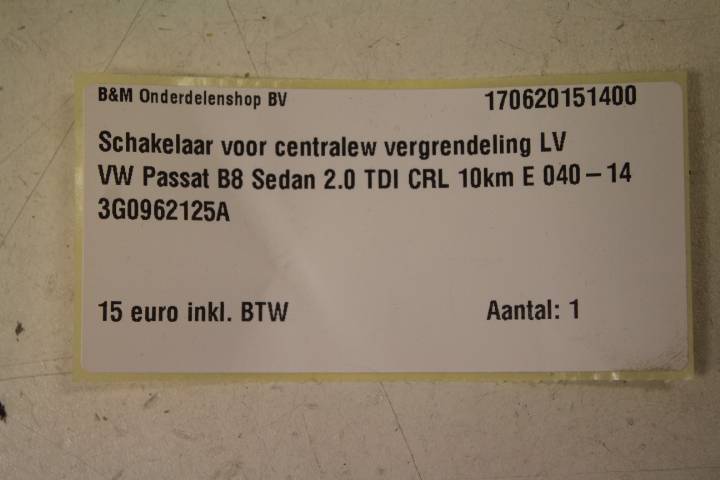 B&M Onderdelenshop BV 170620151400
Schakelaar voor centralew vergrendeling LV
VW Passat B8 Sedan 2.0 TDI CRL 10km E 040-14
3G0962125A
15 euro inkl. BTW Aantal: 1